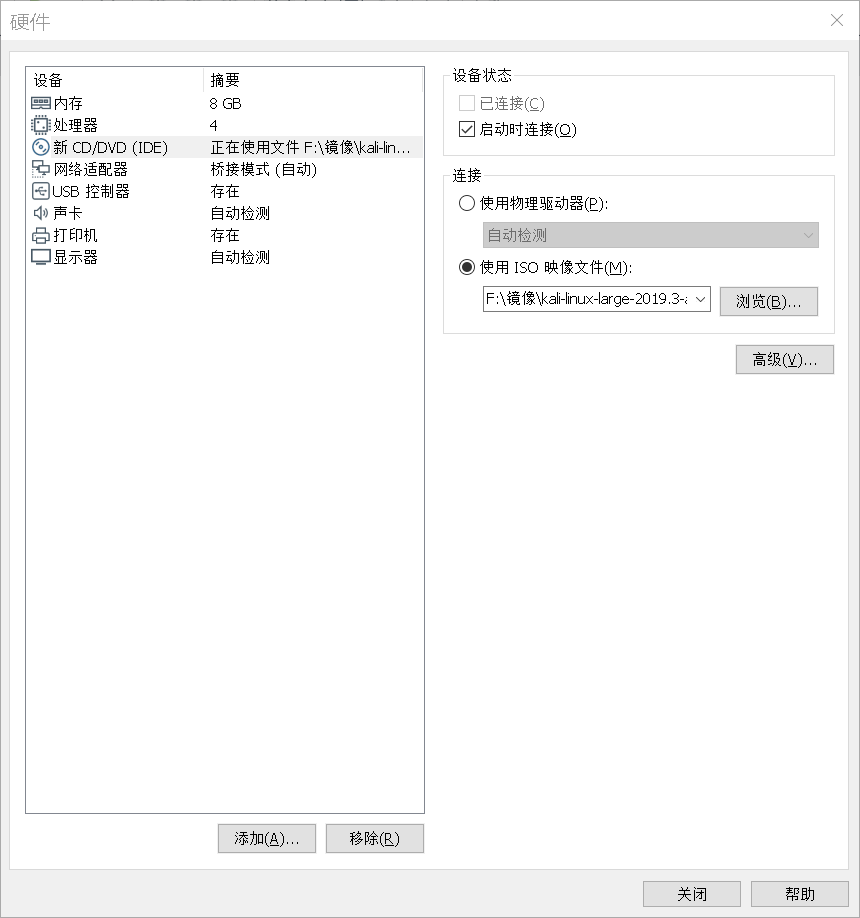 硬件
设备 摘要
内存 8 GB
处理器 4
新 CD/DVD (IDE) 正在使用文件 F:\镜像\kali-lin...
网络适配器 桥接模式 (自动)
USB 控制器 存在
声卡 自动检测
打印机 存在
显示器 自动检测
添加(A)... 移除(R)
设备状态
已连接(C)
启动时连接(O)
连接
使用物理驱动器(P):
自动检测
使用 ISO 映像文件(M):
F:\镜像\kali-linux-large-2019.3-a 浏览(B)...
高级(V)...
关闭 帮助